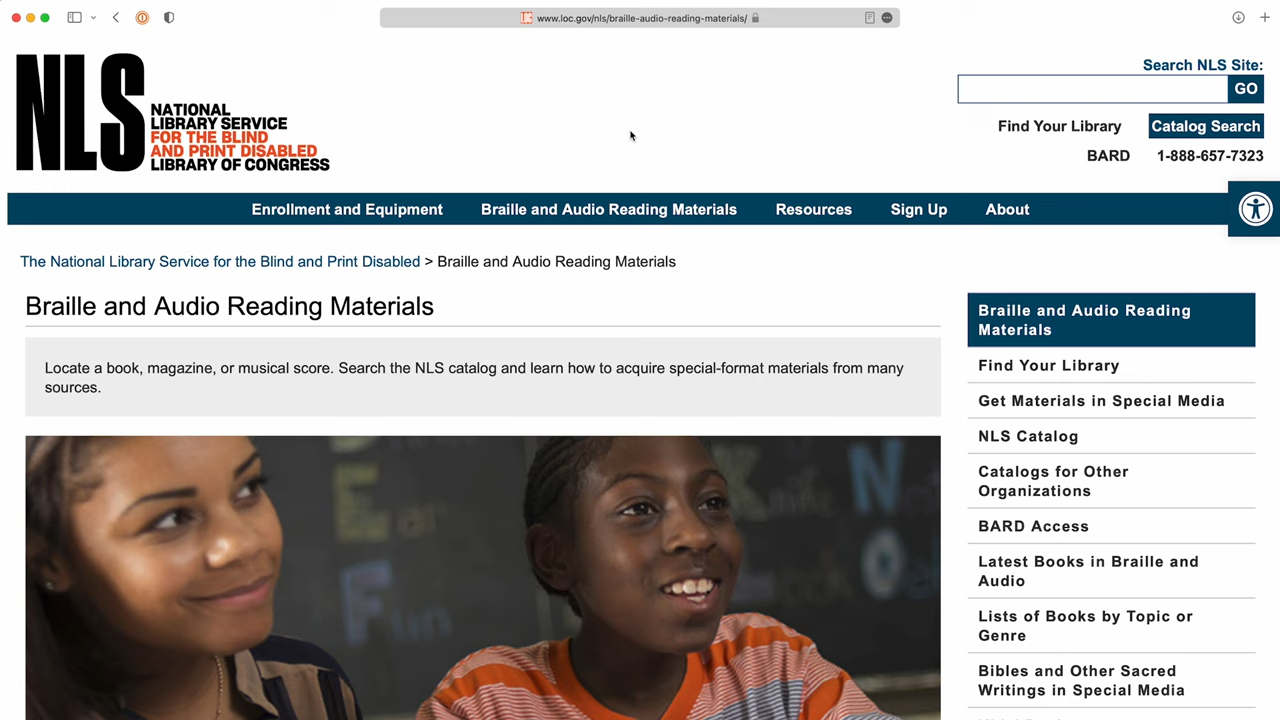 www.loc.gov/nls/braille-audio-reading-materials/
NLS
NATIONAL
LIBRARY SERVICE
FOR THE BLIND
AND PRINT DISABLED
LIBRARY OF CONGRESS
Search NLS Site:
GO
Find Your Library
Catalog Search
BARD
1-888-657-7323
Enrollment and Equipment
Braille and Audio Reading Materials
Resources
Sign Up
About
The National Library Service for the Blind and Print Disabled > Braille and Audio Reading Materials
Braille and Audio Reading Materials
Locate a book, magazine, or musical score. Search the NLS catalog and learn how to acquire special-format materials from many
sources.
Braille and Audio Reading
Materials
Find Your Library
Get Materials in Special Media
NLS Catalog
Catalogs for Other
Organizations
BARD Access
Latest Books in Braille and
Audio
Lists of Books by Topic or
Genre
Bibles and Other Sacred
Writings in Special Media